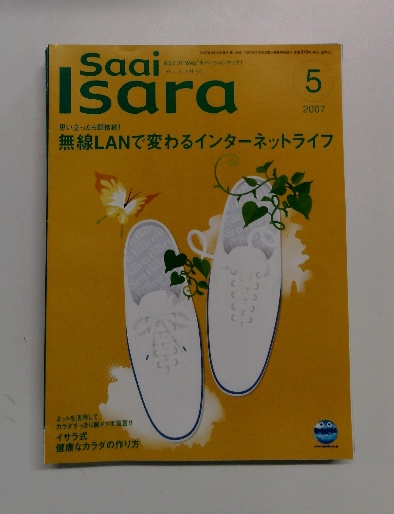 Saai
Isara
5
2007
思い立ったら即接続!
無線LANで変わるインターネットライフ
ネットを活用して、
カラダすっきり脱メタボ宣言!!
イサラ式
健康なカラダの作り方